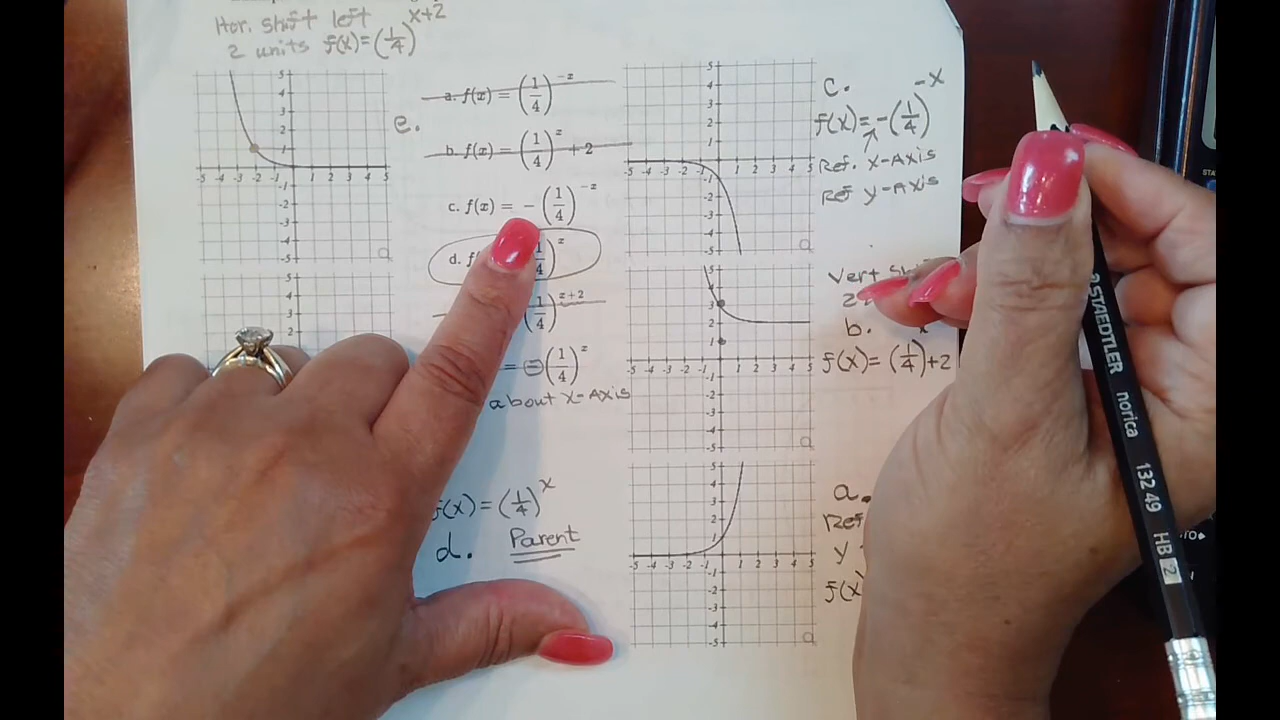 Hor. shift left
2 units f(x)=(1/4)^x+2
e.
a. f(x) = (1/4)^-x
b. f(x) = (1/4)^x + 2
c. f(x) = -(1/4)^-x
d.
x+2
= -(1/4)^x
about X-Axis
f(x) = (1/4)^x
d. Parent
c.
f(x) = -(1/4)^-x
Ref. X-Axis
Ref Y-Axis
Vert
b.
f(x) = (1/4)^x+2
a.
Ref
y
f(x)
STAEDTLER norica 132 49 HB 2